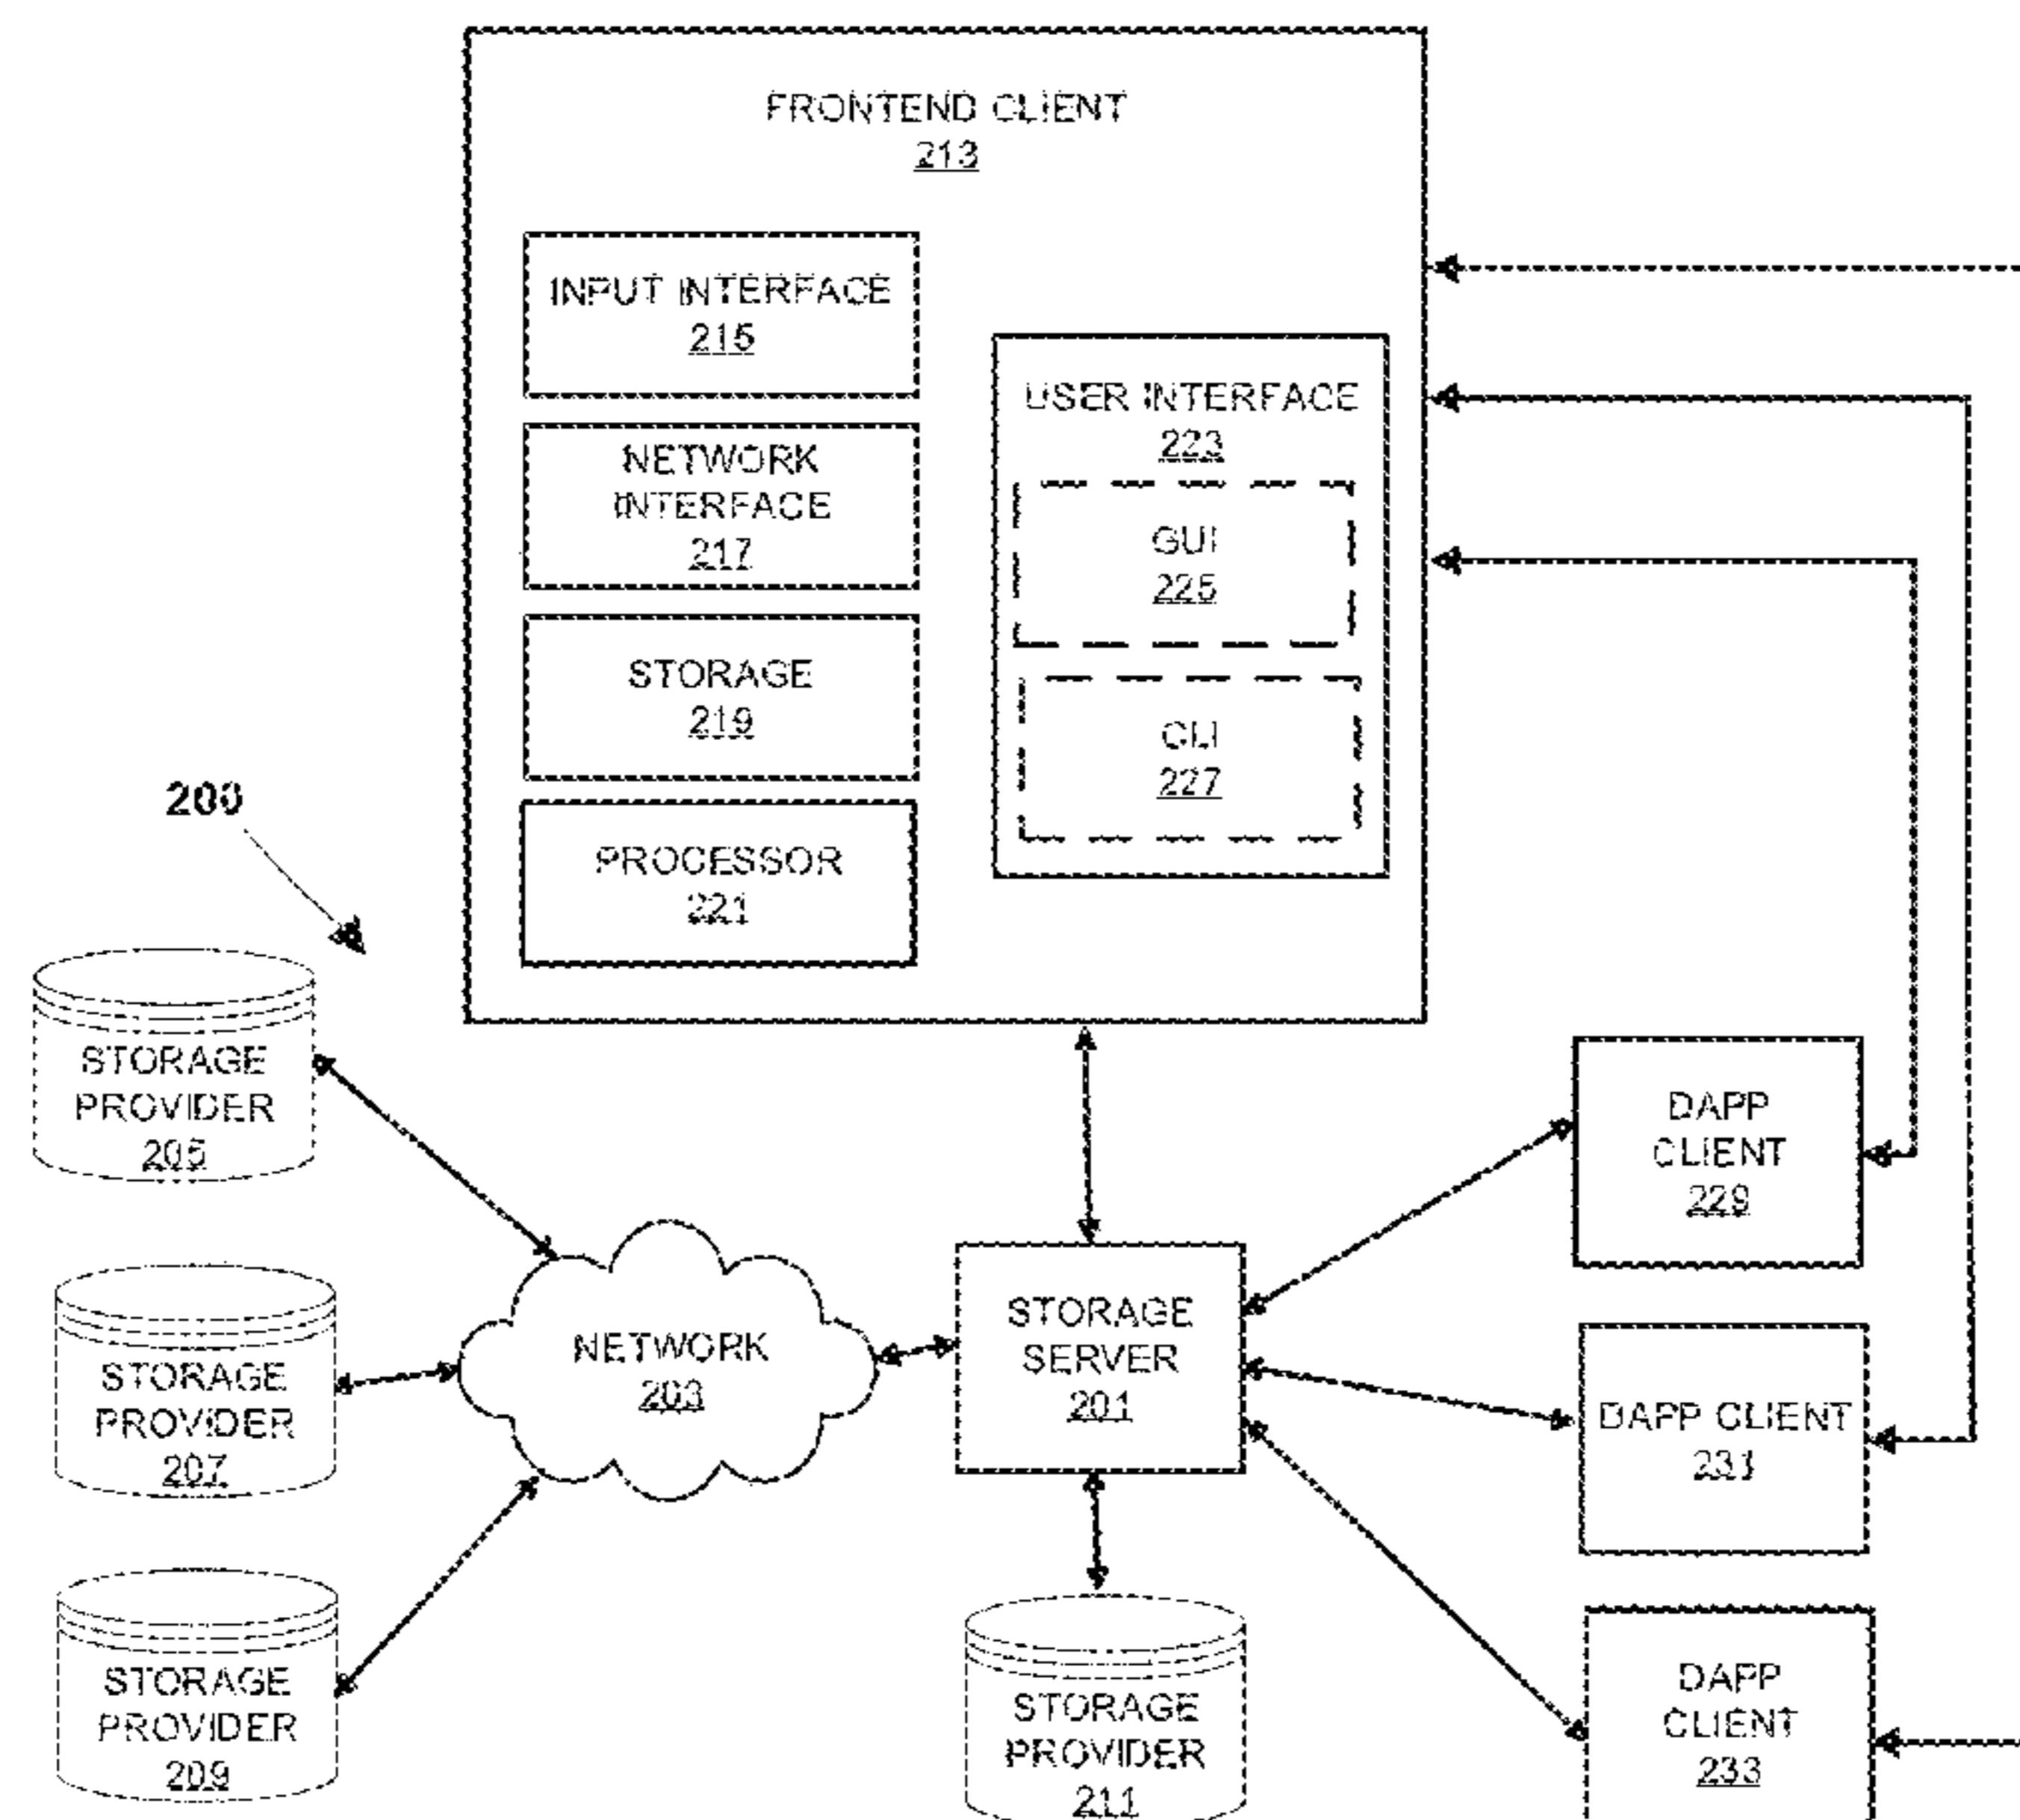 FRONTEND CLIENT
213
INPUT INTERFACE
215
NETWORK
INTERFACE
217
STORAGE
219
PROCESSOR
221
USER INTERFACE
223
GUI
225
CLI
227
200
STORAGE
PROVIDER
205
STORAGE
PROVIDER
207
STORAGE
PROVIDER
209
NETWORK
203
STORAGE
SERVER
201
STORAGE
PROVIDER
211
DAPP
CLIENT
229
DAPP CLIENT
231
DAPP
CLIENT
233